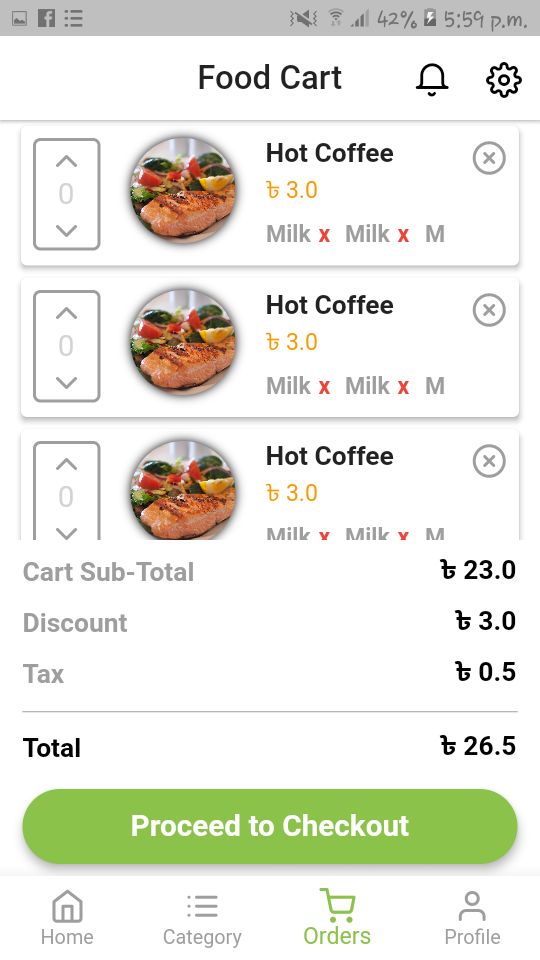 42% 5:59 p.m.
Food Cart
0
Hot Coffee
৳ 3.0
Milk x Milk x M
0
Hot Coffee
৳ 3.0
Milk x Milk x M
0
Hot Coffee
৳ 3.0
Milk x Milk x M
Cart Sub-Total ৳ 23.0
Discount ৳ 3.0
Tax ৳ 0.5
Total ৳ 26.5
Proceed to Checkout
Home Category Orders Profile